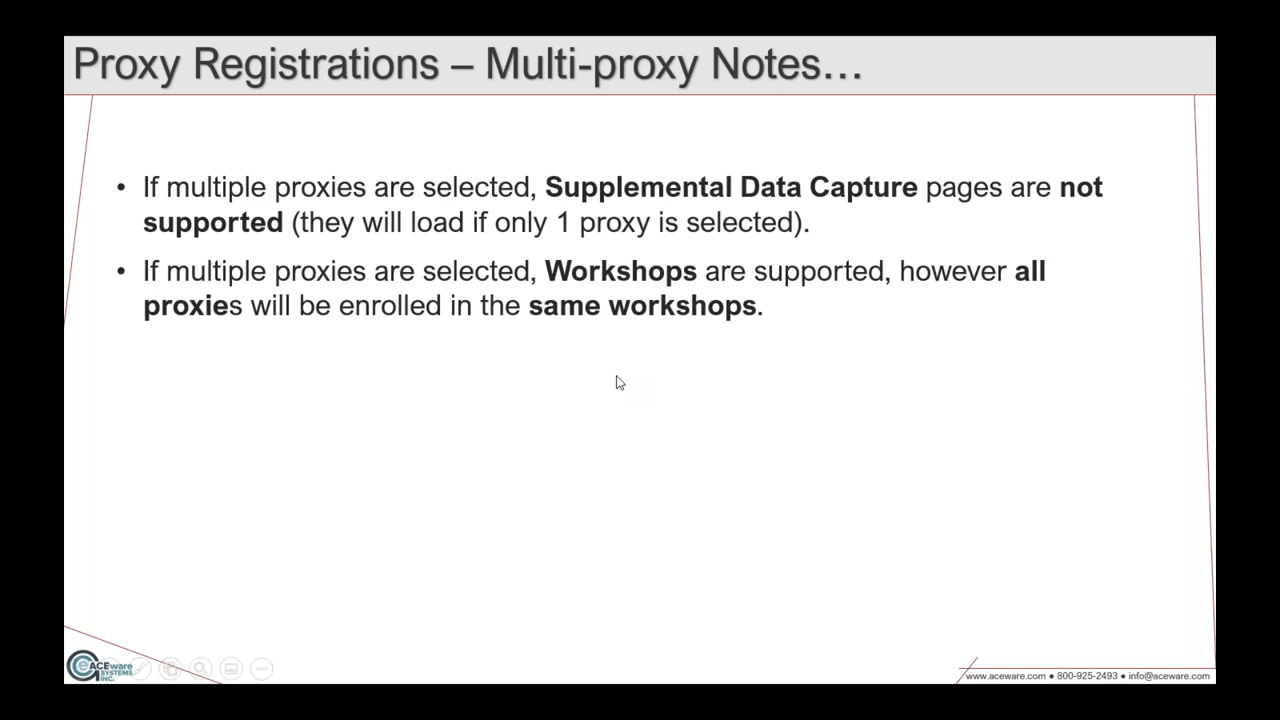 Proxy Registrations – Multi-proxy Notes…
• If multiple proxies are selected, Supplemental Data Capture pages are not
supported (they will load if only 1 proxy is selected).
• If multiple proxies are selected, Workshops are supported, however all
proxies will be enrolled in the same workshops.
ACEware
SYSTEMS
INC.
www.aceware.com ● 800-925-2493 ● info@aceware.com